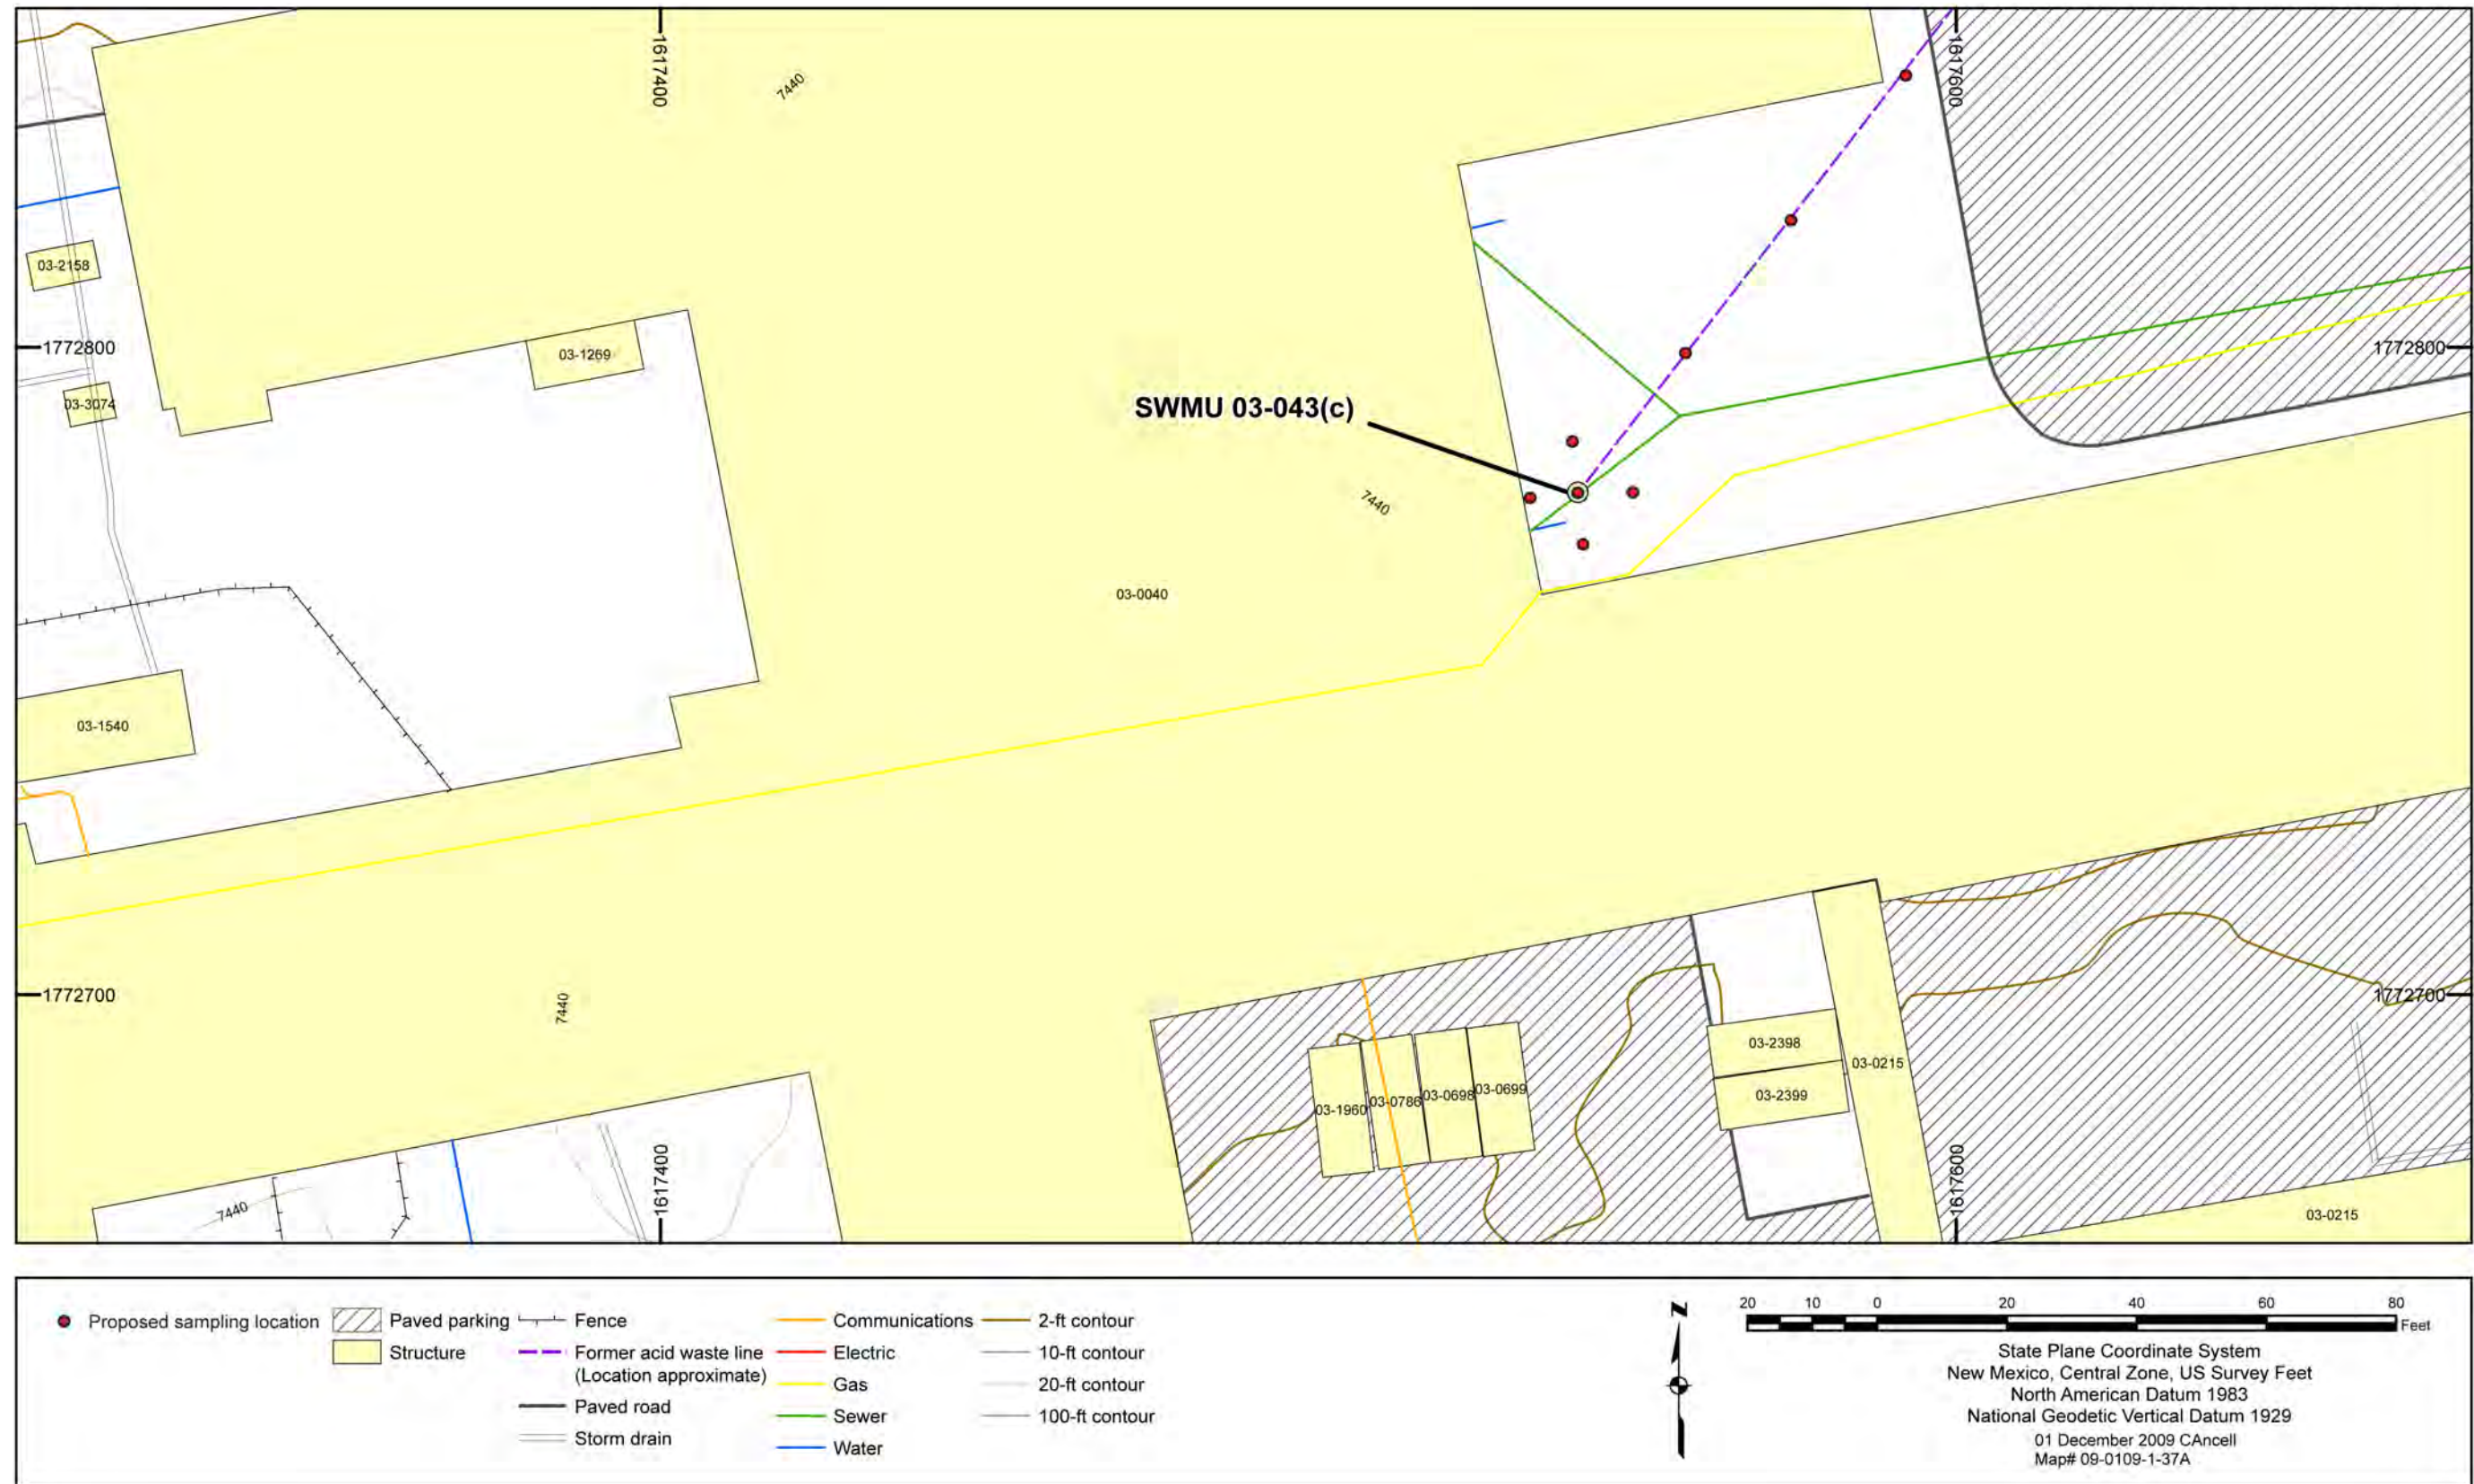 1617400
7440
1617600
03-2158
1772800
03-1269
1772800
03-3074
SWMU 03-043(c)
7440
03-0040
03-1540
1772700
7440
1772700
03-2398
03-0215
03-2399
03-1960
03-0786
03-0698
03-0699
1617400
1617600
7440
03-0215
Proposed sampling location
Paved parking
Structure
Fence
Former acid waste line
(Location approximate)
Paved road
Storm drain
Communications
Electric
Gas
Sewer
Water
2-ft contour
10-ft contour
20-ft contour
100-ft contour
N
20 10 0 20 40 60 80
Feet
State Plane Coordinate System
New Mexico, Central Zone, US Survey Feet
North American Datum 1983
National Geodetic Vertical Datum 1929
01 December 2009 CAncell
Map# 09-0109-1-37A